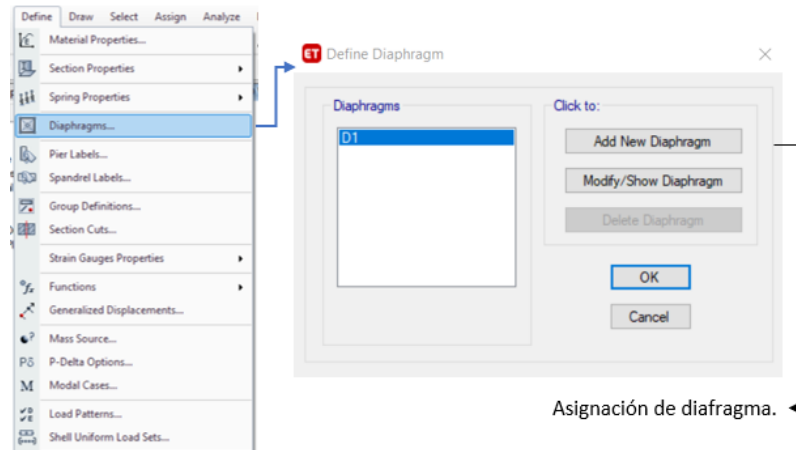 Define Draw Select Assign Analyze
Material Properties...
Section Properties
Spring Properties
Diaphragms...
Pier Labels...
Spandrel Labels...
Group Definitions...
Section Cuts...
Strain Gauges Properties
Functions
Generalized Displacements...
Mass Source...
Pδ P-Delta Options...
M Modal Cases...
Load Patterns...
Shell Uniform Load Sets...
ET Define Diaphragm
Diaphragms
D1
Click to:
Add New Diaphragm
Modify/Show Diaphragm
Delete Diaphragm
OK
Cancel
Asignación de diafragma.